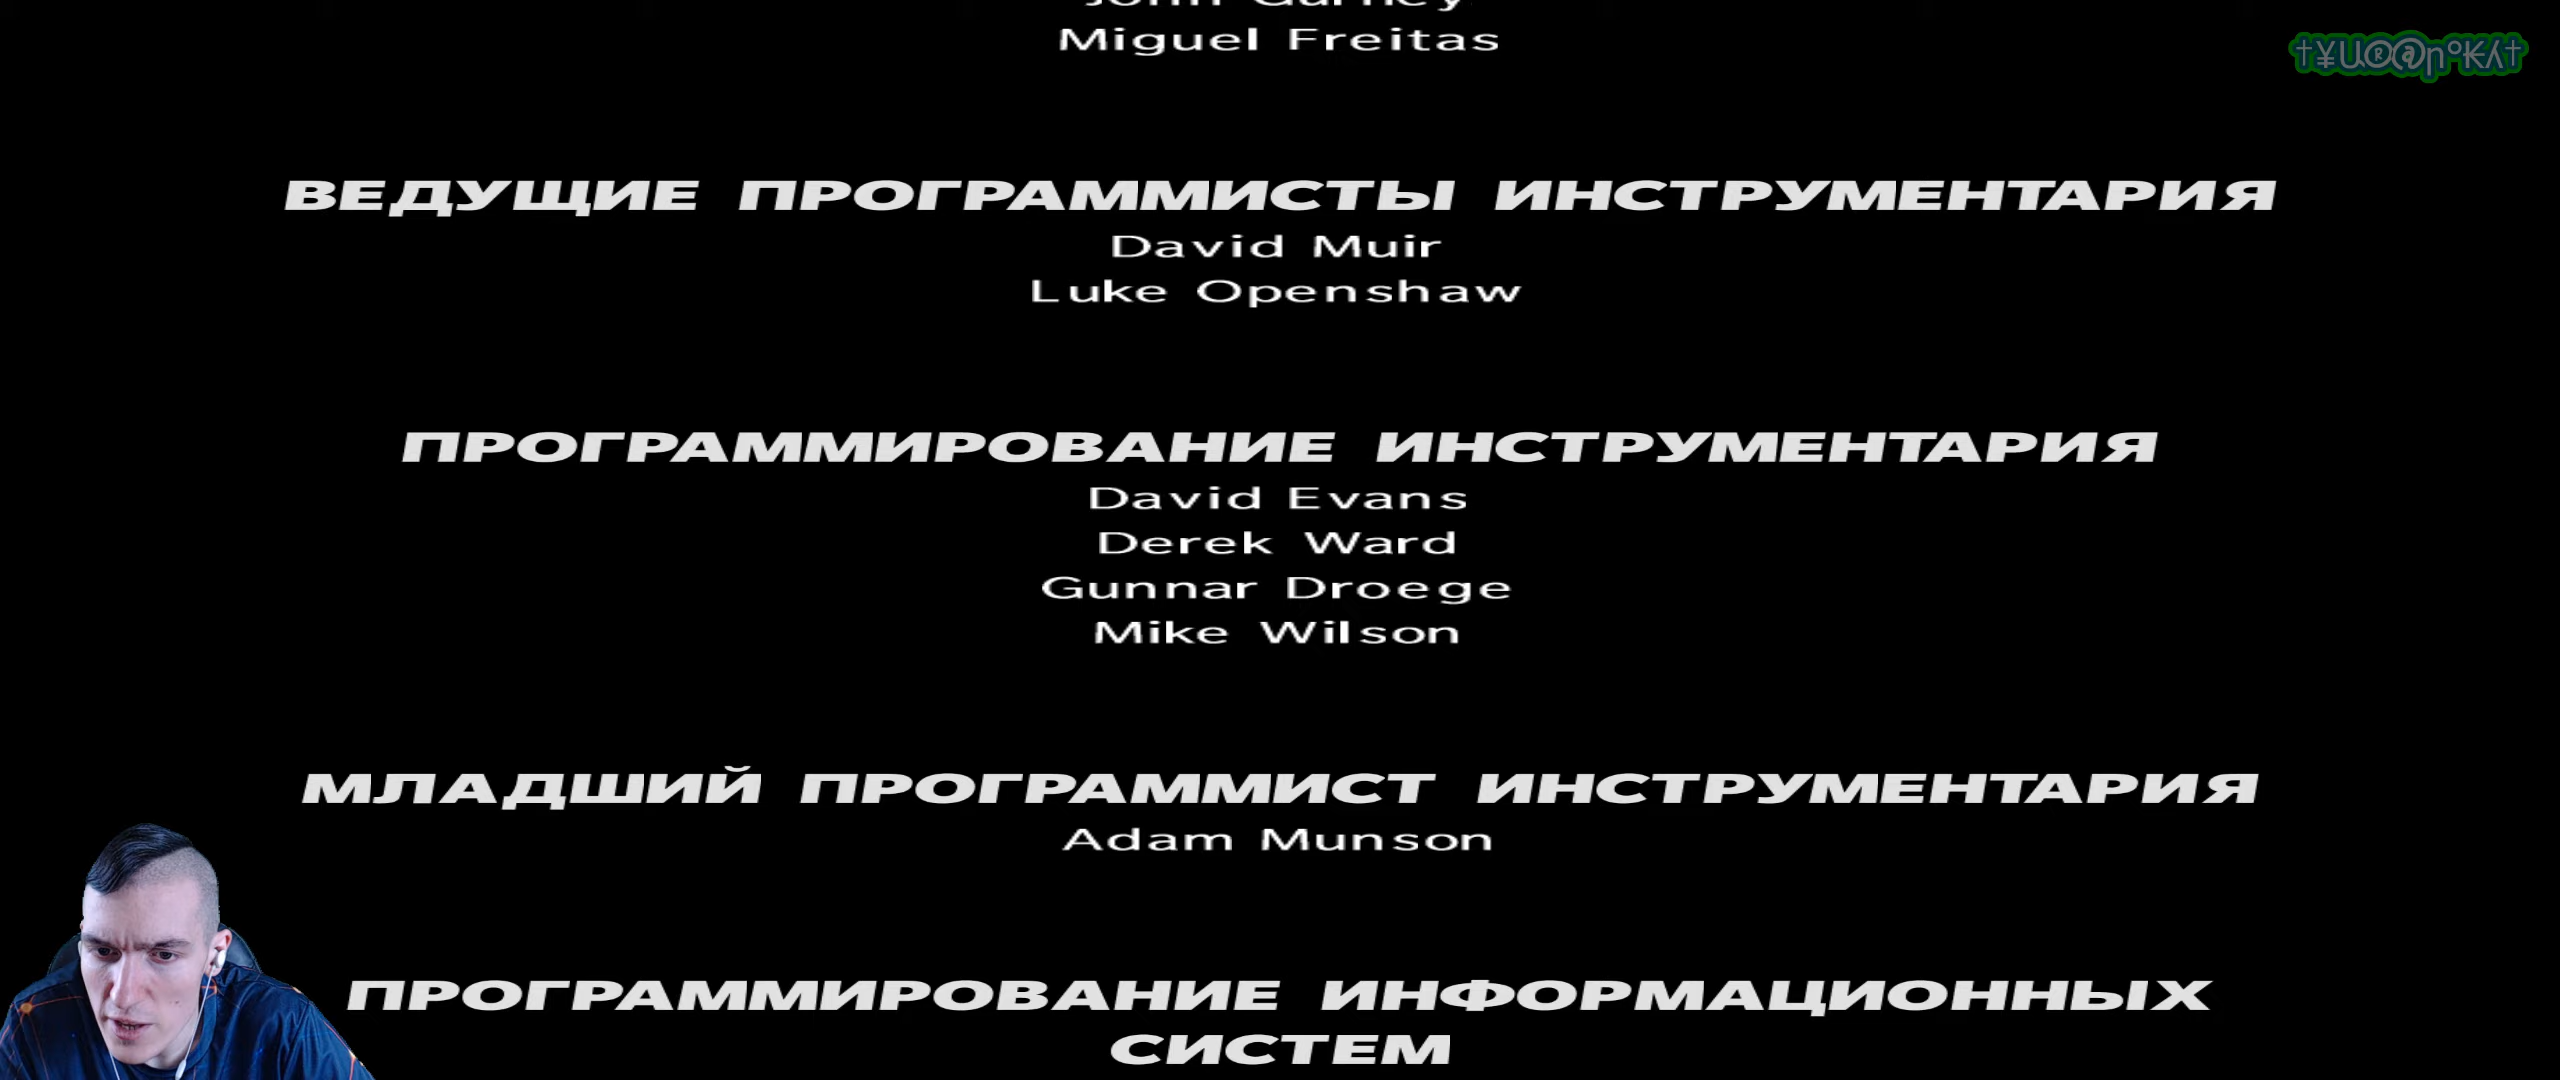 Miguel Freitas
ВЕДУЩИЕ ПРОГРАММИСТЫ ИНСТРУМЕНТАРИЯ
David Muir
Luke Openshaw
ПРОГРАММИРОВАНИЕ ИНСТРУМЕНТАРИЯ
David Evans
Derek Ward
Gunnar Droege
Mike Wilson
МЛАДШИЙ ПРОГРАММИСТ ИНСТРУМЕНТАРИЯ
Adam Munson
ПРОГРАММИРОВАНИЕ ИНФОРМАЦИОННЫХ
СИСТЕМ